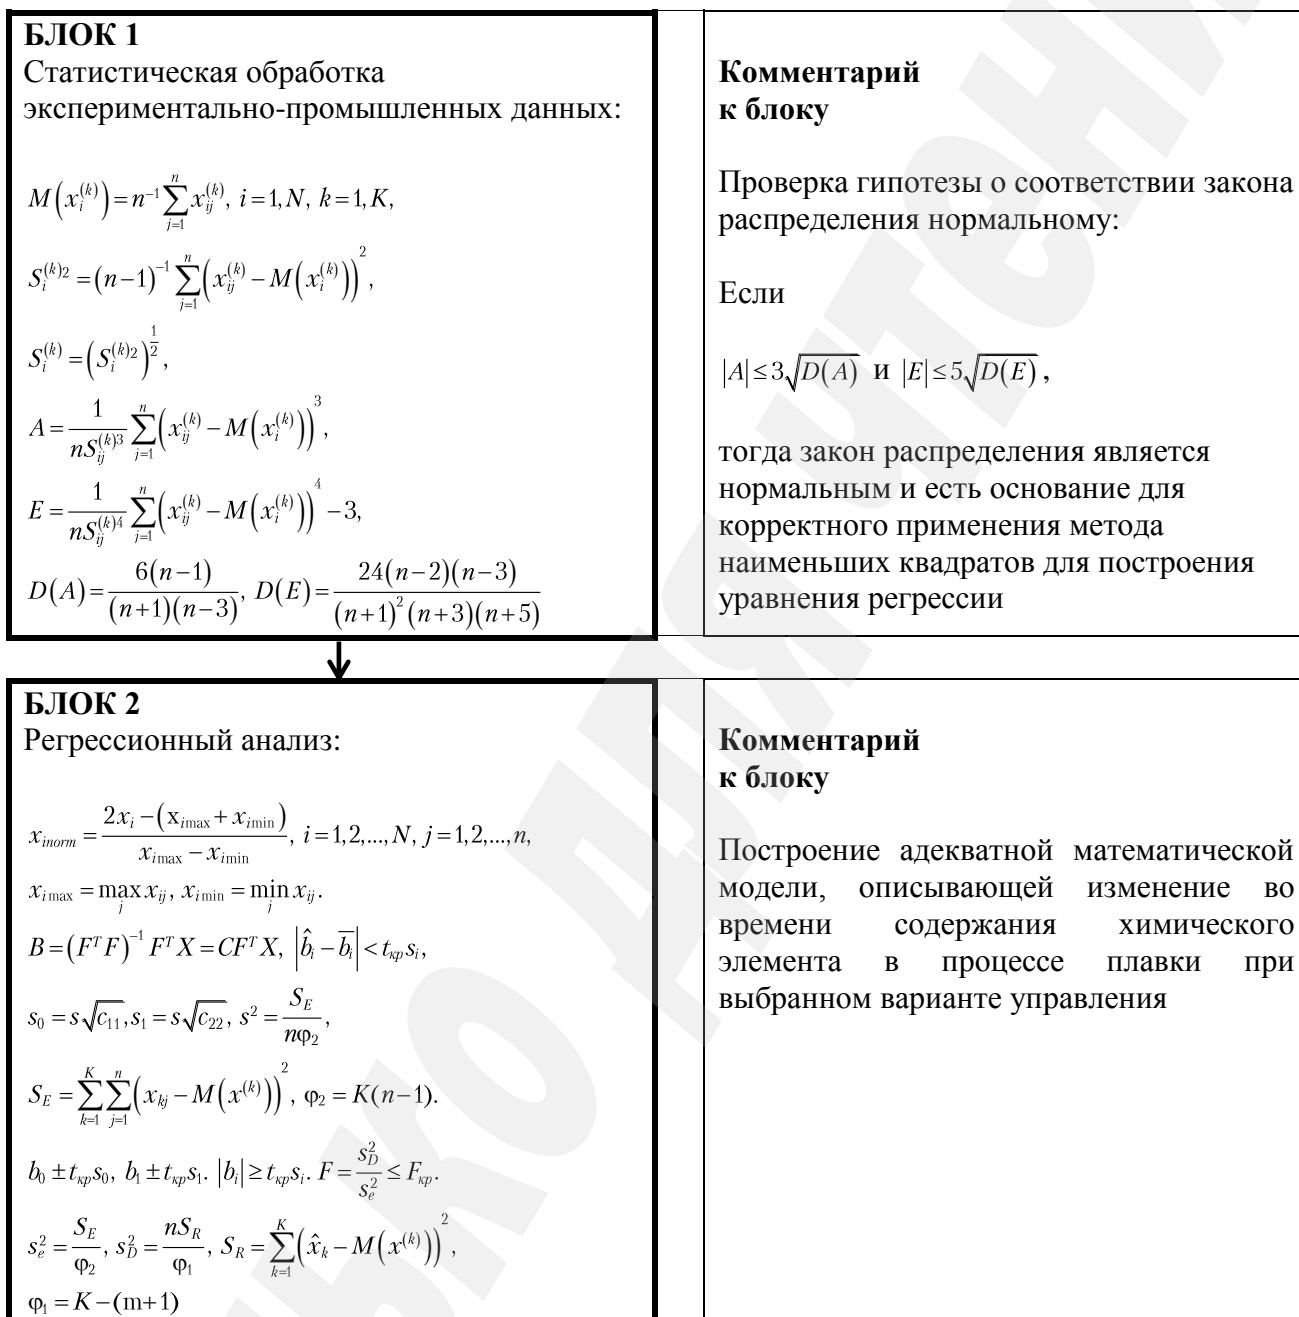 БЛОК 1
Статистическая обработка
экспериментально-промышленных данных:
M(x_i^{(k)}) = n^{-1} \sum_{j=1}^{n} x_{ij}^{(k)}, i = 1, N, k = 1, K,
S_i^{(k)2} = (n-1)^{-1} \sum_{j=1}^{n} (x_{ij}^{(k)} - M(x_i^{(k)}))^2,
S_i^{(k)} = (S_i^{(k)2})^{\frac{1}{2}},
A = \frac{1}{nS_{ij}^{(k)3}} \sum_{j=1}^{n} (x_{ij}^{(k)} - M(x_i^{(k)}))^3,
E = \frac{1}{nS_{ij}^{(k)4}} \sum_{j=1}^{n} (x_{ij}^{(k)} - M(x_i^{(k)}))^4 - 3,
D(A) = \frac{6(n-1)}{(n+1)(n-3)}, D(E) = \frac{24(n-2)(n-3)}{(n+1)^2(n+3)(n+5)}
Комментарий
к блоку
Проверка гипотезы о соответствии закона
распределения нормальному:
Если
|A| ≤ 3\sqrt{D(A)} и |E| ≤ 5\sqrt{D(E)},
тогда закон распределения является
нормальным и есть основание для
корректного применения метода
наименьших квадратов для построения
уравнения регрессии
БЛОК 2
Регрессионный анализ:
x_{inorm} = \frac{2x_i - (x_{i\max} + x_{i\min})}{x_{i\max} - x_{i\min}}, i = 1,2,...,N, j = 1,2,...,n,
x_{i\max} = \max_j x_{ij}, x_{i\min} = \min_j x_{ij}.
B = (F^T F)^{-1} F^T X = CF^T X, |\hat{b}_i - \overline{b_i}| < t_{кр} s_i,
s_0 = s\sqrt{c_{11}}, s_1 = s\sqrt{c_{22}}, s^2 = \frac{S_E}{nφ_2},
S_E = \sum_{k=1}^{K} \sum_{j=1}^{n} (x_{kj} - M(x^{(k)}))^2, φ_2 = K(n-1).
b_0 ± t_{кр} s_0, b_1 ± t_{кр} s_1. |b_i| ≥ t_{кр} s_i. F = \frac{s_D^2}{s_e^2} ≤ F_{кр}.
s_e^2 = \frac{S_E}{φ_2}, s_D^2 = \frac{nS_R}{φ_1}, S_R = \sum_{k=1}^{K} (\hat{x}_k - M(x^{(k)}))^2,
φ_1 = K - (m+1)
Комментарий
к блоку
Построение адекватной математической
модели, описывающей изменение во
времени содержания химического
элемента в процессе плавки при
выбранном варианте управления